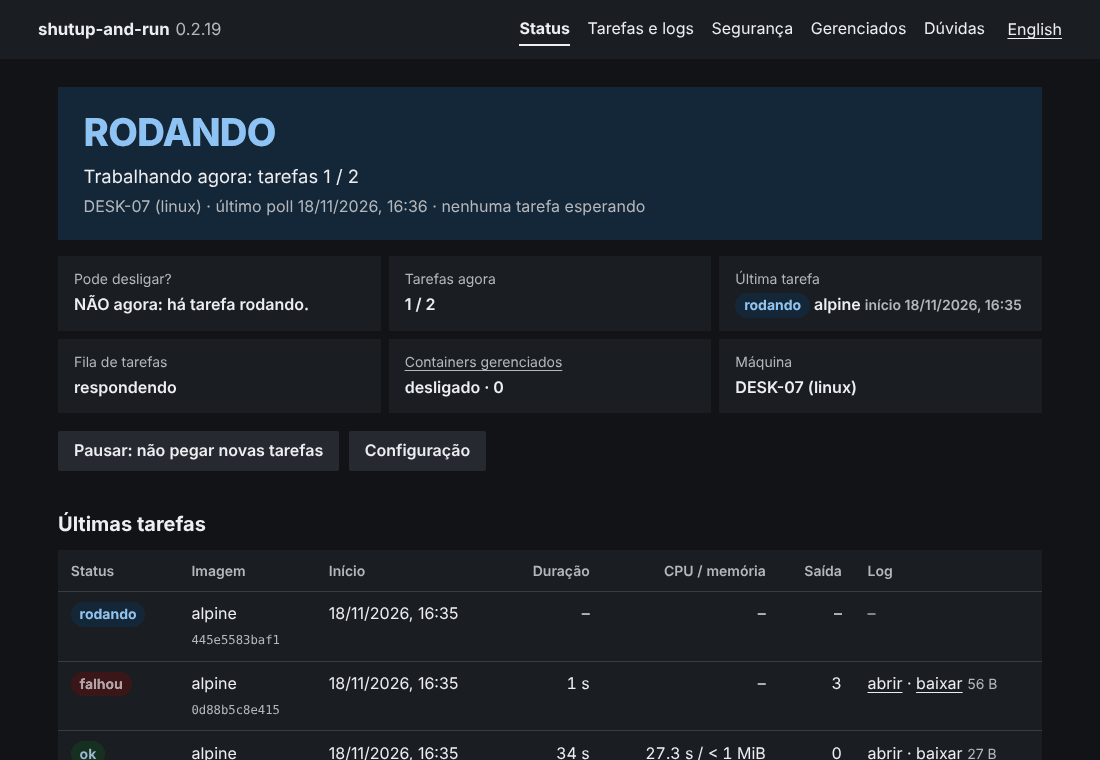 shutup-and-run 0.2.19
Status Tarefas e logs Segurança Gerenciados Dúvidas English
RODANDO
Trabalhando agora: tarefas 1 / 2
DESK-07 (linux) · último poll 18/11/2026, 16:36 · nenhuma tarefa esperando
Pode desligar?
NÃO agora: há tarefa rodando.
Tarefas agora
1 / 2
Última tarefa
rodando alpine início 18/11/2026, 16:35
Fila de tarefas
respondendo
Containers gerenciados
desligado · 0
Máquina
DESK-07 (linux)
Pausar: não pegar novas tarefas
Configuração
Últimas tarefas
Status Imagem Início Duração CPU / memória Saída Log
rodando alpine 18/11/2026, 16:35 – – – –
445e5583baf1
falhou alpine 18/11/2026, 16:35 1 s – 3 abrir · baixar 56 B
0d88b5c8e415
ok alpine 18/11/2026, 16:35 34 s 27.3 s / < 1 MiB 0 abrir · baixar 27 B